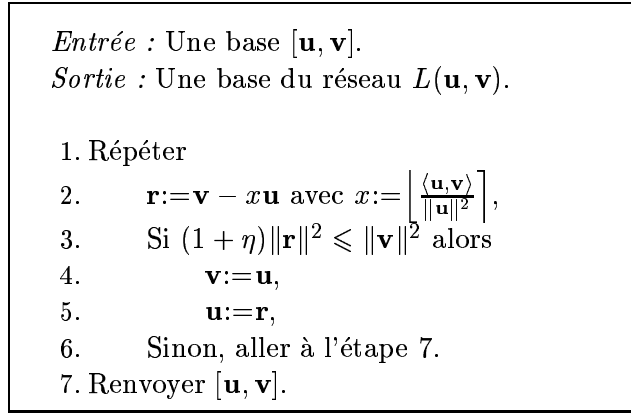 Entrée : Une base [u, v].
Sortie : Une base du réseau L(u, v).
1. Répéter
2. r:=v − xu avec x:=⌊⟨u,v⟩/‖u‖²⌉,
3. Si (1 + η)‖r‖² ⩽ ‖v‖² alors
4. v:=u,
5. u:=r,
6. Sinon, aller à l'étape 7.
7. Renvoyer [u, v].